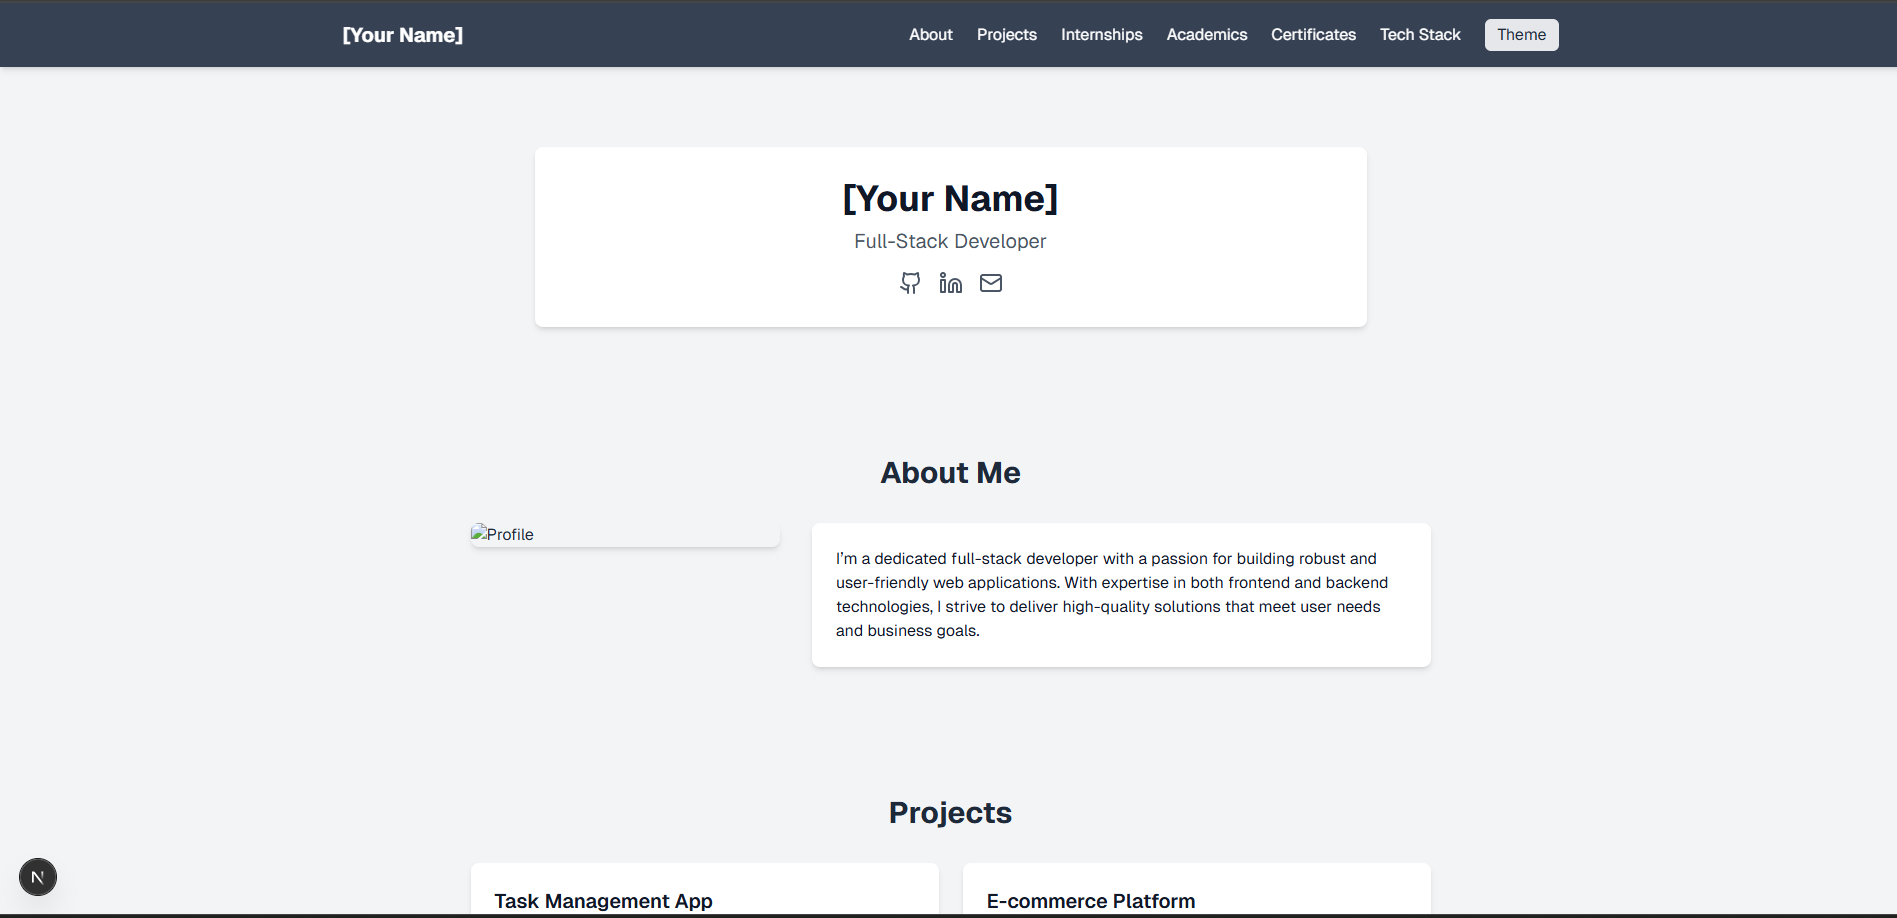 [Your Name]
About Projects Internships Academics Certificates Tech Stack Theme
[Your Name]
Full-Stack Developer
About Me
Profile
I’m a dedicated full-stack developer with a passion for building robust and
user-friendly web applications. With expertise in both frontend and backend
technologies, I strive to deliver high-quality solutions that meet user needs
and business goals.
Projects
Task Management App
E-commerce Platform
N